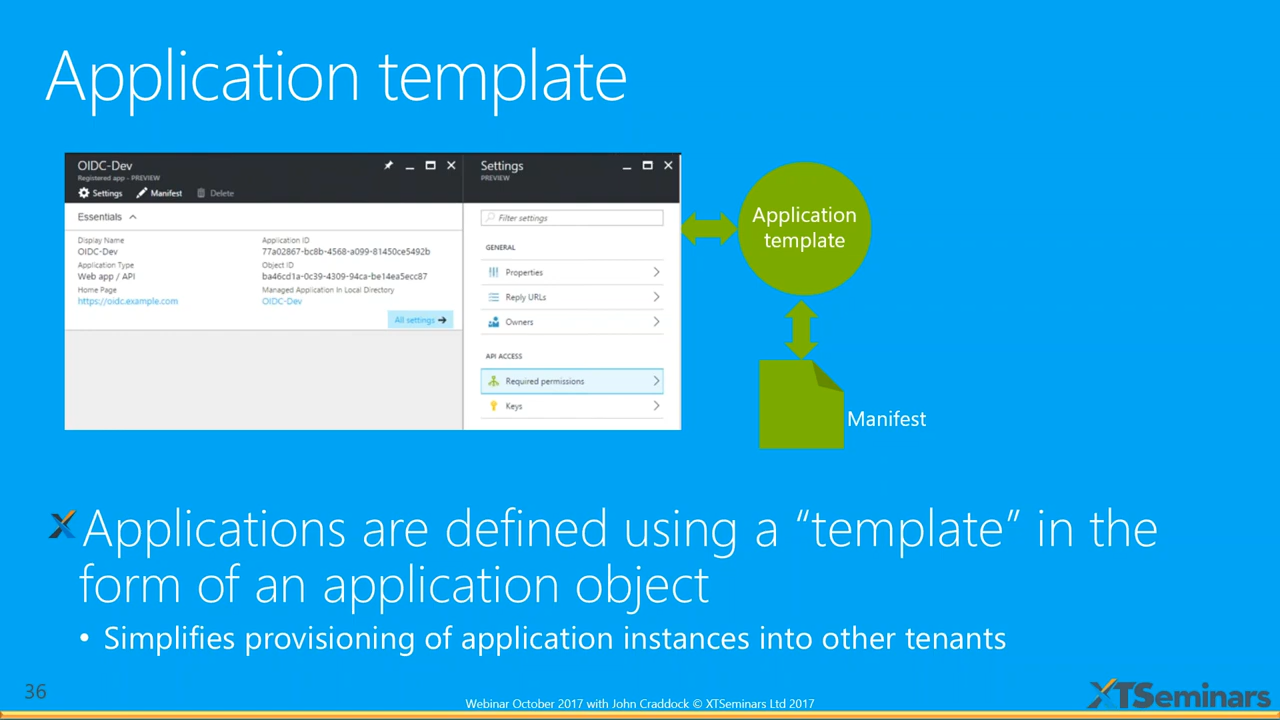 Application template
OIDC-Dev
Registered app - PREVIEW
Settings Manifest Delete
Essentials
Display Name
OIDC-Dev
Application Type
Web app / API
Home Page
https://oidc.example.com
Application ID
77a02867-bc8b-4568-a099-81450ce5492b
Object ID
ba46cd1a-0c39-4309-94ca-be14ea5ecc87
Managed Application In Local Directory
OIDC-Dev
All settings
Settings
PREVIEW
Filter settings
GENERAL
Properties
Reply URLs
Owners
API ACCESS
Required permissions
Keys
Application
template
Manifest
Applications are defined using a “template” in the
form of an application object
• Simplifies provisioning of application instances into other tenants
36
Webinar October 2017 with John Craddock © XTSeminars Ltd 2017
XTSeminars